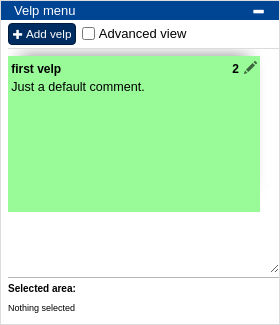 Velp menu
Add velp Advanced view
first velp 2
Just a default comment.
Selected area:
Nothing selected